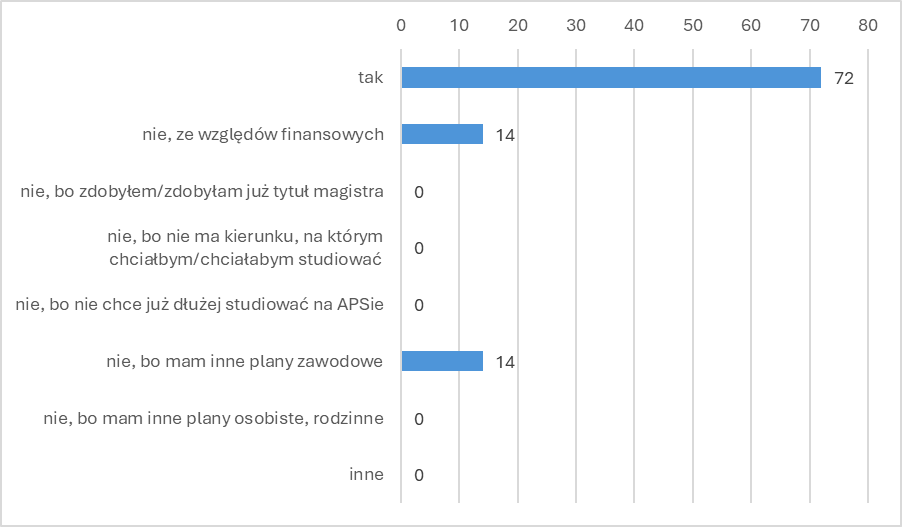 0 10 20 30 40 50 60 70 80
tak 72
nie, ze względów finansowych 14
nie, bo zdobyłem/zdobyłam już tytuł magistra 0
nie, bo nie ma kierunku, na którym
chciałbym/chciałabym studiować 0
nie, bo nie chce już dłużej studiować na APSie 0
nie, bo mam inne plany zawodowe 14
nie, bo mam inne plany osobiste, rodzinne 0
inne 0